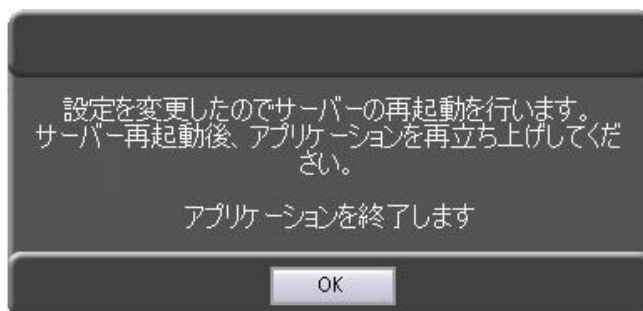 設定を変更したのでサーバーの再起動を行います。
サーバー再起動後、アプリケーションを再立ち上げしてくだ
さい。
アプリケーションを終了します
OK